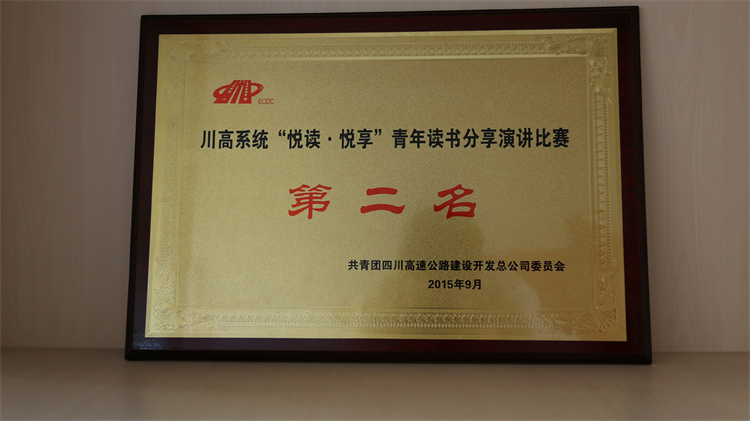 ECDC
川高系统“悦读·悦享”青年读书分享演讲比赛
第二名
共青团四川高速公路建设开发总公司委员会
2015年9月